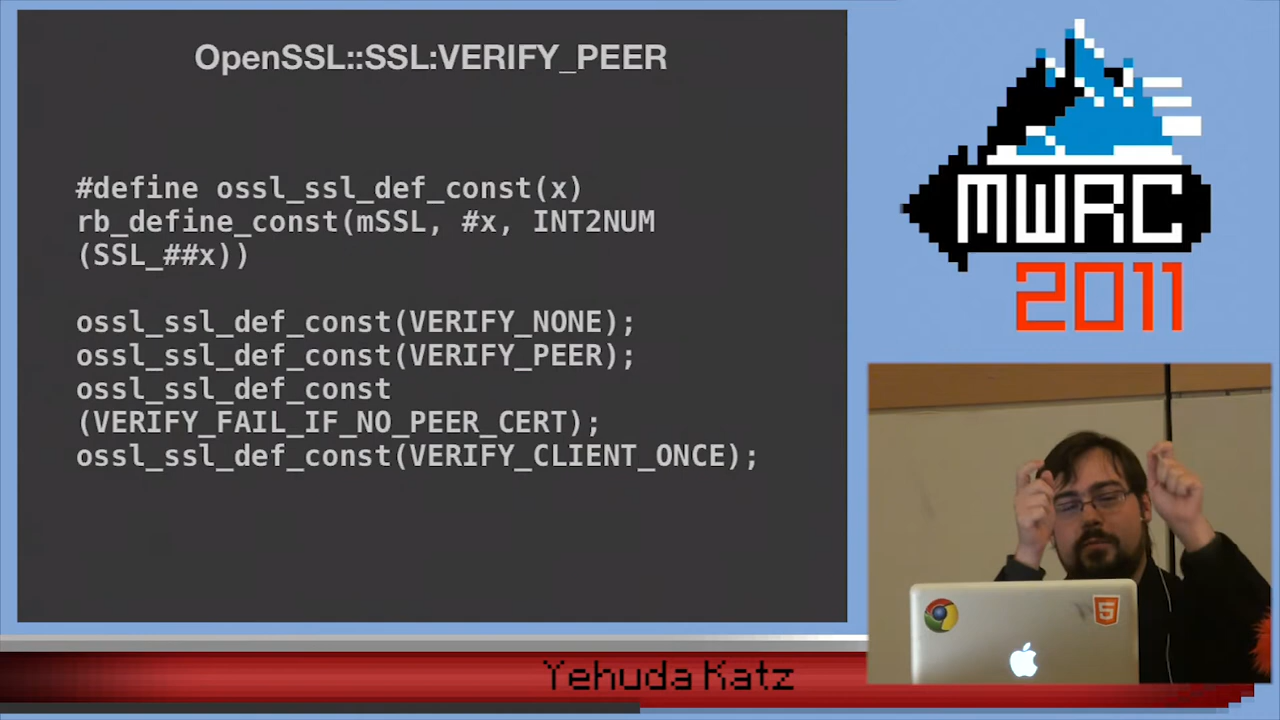 OpenSSL::SSL:VERIFY_PEER
#define ossl_ssl_def_const(x)
rb_define_const(mSSL, #x, INT2NUM
(SSL_##x))
ossl_ssl_def_const(VERIFY_NONE);
ossl_ssl_def_const(VERIFY_PEER);
ossl_ssl_def_const
(VERIFY_FAIL_IF_NO_PEER_CERT);
ossl_ssl_def_const(VERIFY_CLIENT_ONCE);
MWRC
2011
5
Yehuda Katz